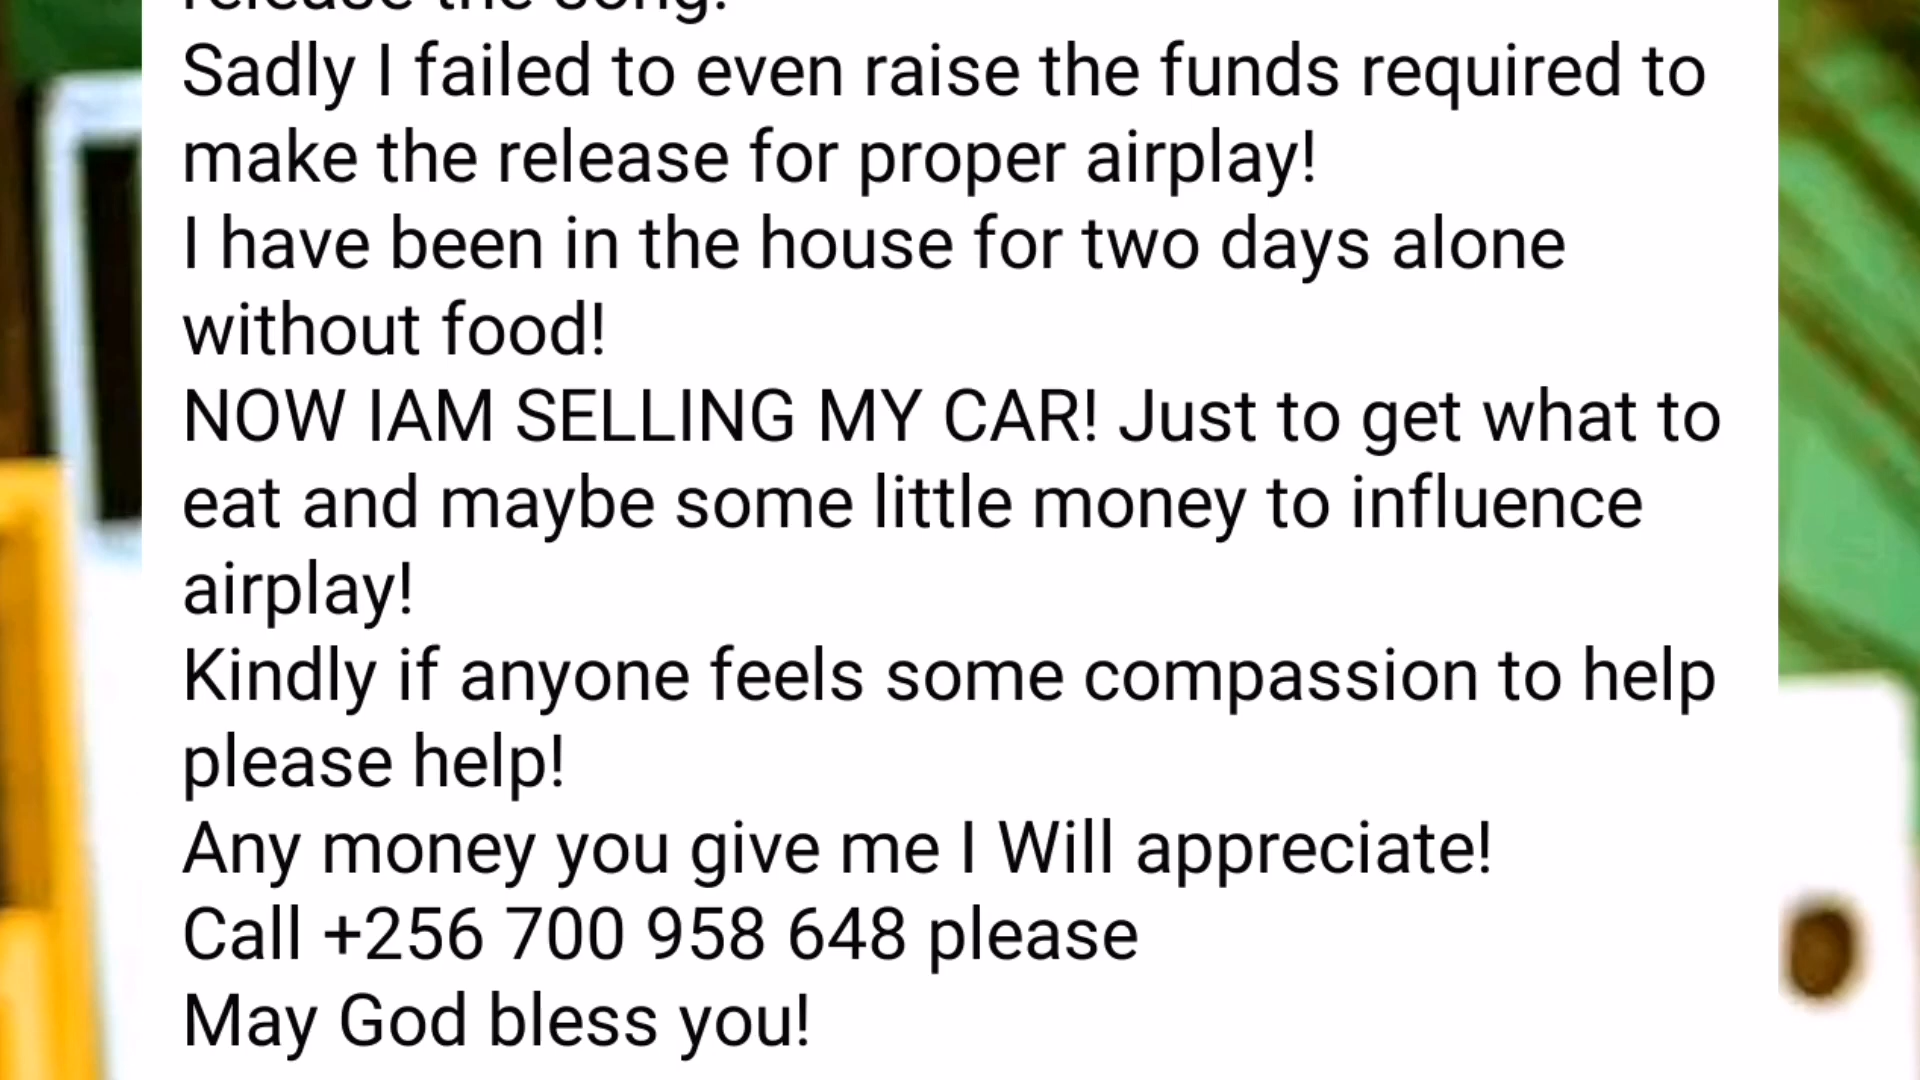 release the song!
Sadly I failed to even raise the funds required to
make the release for proper airplay!
I have been in the house for two days alone
without food!
NOW IAM SELLING MY CAR! Just to get what to
eat and maybe some little money to influence
airplay!
Kindly if anyone feels some compassion to help
please help!
Any money you give me I Will appreciate!
Call +256 700 958 648 please
May God bless you!